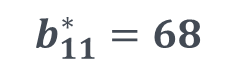 b*11 = 68